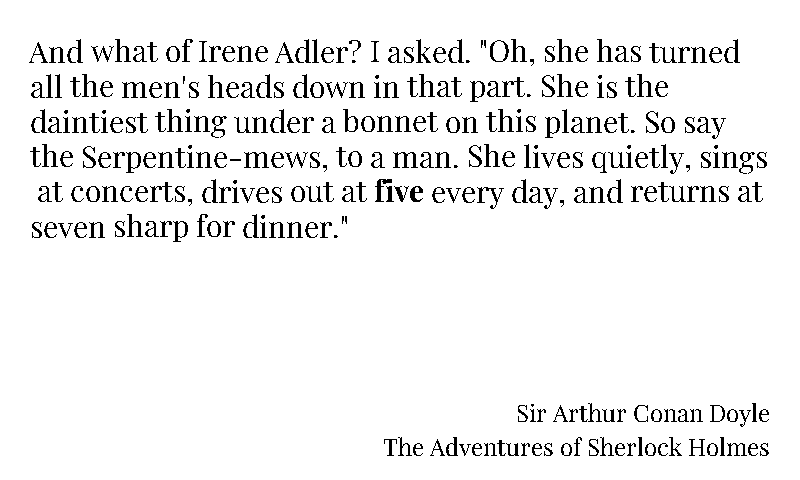 And what of Irene Adler? I asked. "Oh, she has turned
all the men's heads down in that part. She is the
daintiest thing under a bonnet on this planet. So say
the Serpentine-mews, to a man. She lives quietly, sings
at concerts, drives out at five every day, and returns at
seven sharp for dinner."
Sir Arthur Conan Doyle
The Adventures of Sherlock Holmes